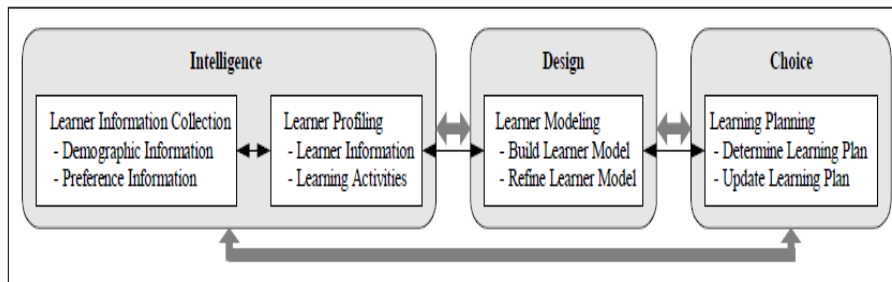 Intelligence
Learner Information Collection
- Demographic Information
- Preference Information
Learner Profiling
- Learner Information
- Learning Activities
Design
Learner Modeling
- Build Learner Model
- Refine Learner Model
Choice
Learning Planning
- Determine Learning Plan
- Update Learning Plan